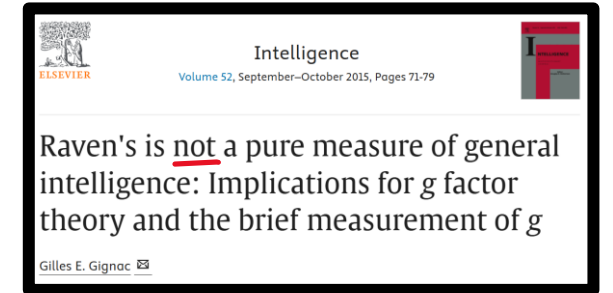 ELSEVIER
Intelligence
Volume 52, September–October 2015, Pages 71-79
INTELLIGENCE
Raven's is not a pure measure of general
intelligence: Implications for g factor
theory and the brief measurement of g
Gilles E. Gignac